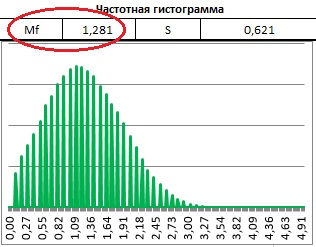 Частотная гистограмма
Mf 1,281 S 0,621
0,00 0,27 0,55 0,82 1,09 1,36 1,64 1,91 2,18 2,45 2,73 3,00 3,27 3,54 3,82 4,09 4,36 4,63 4,91